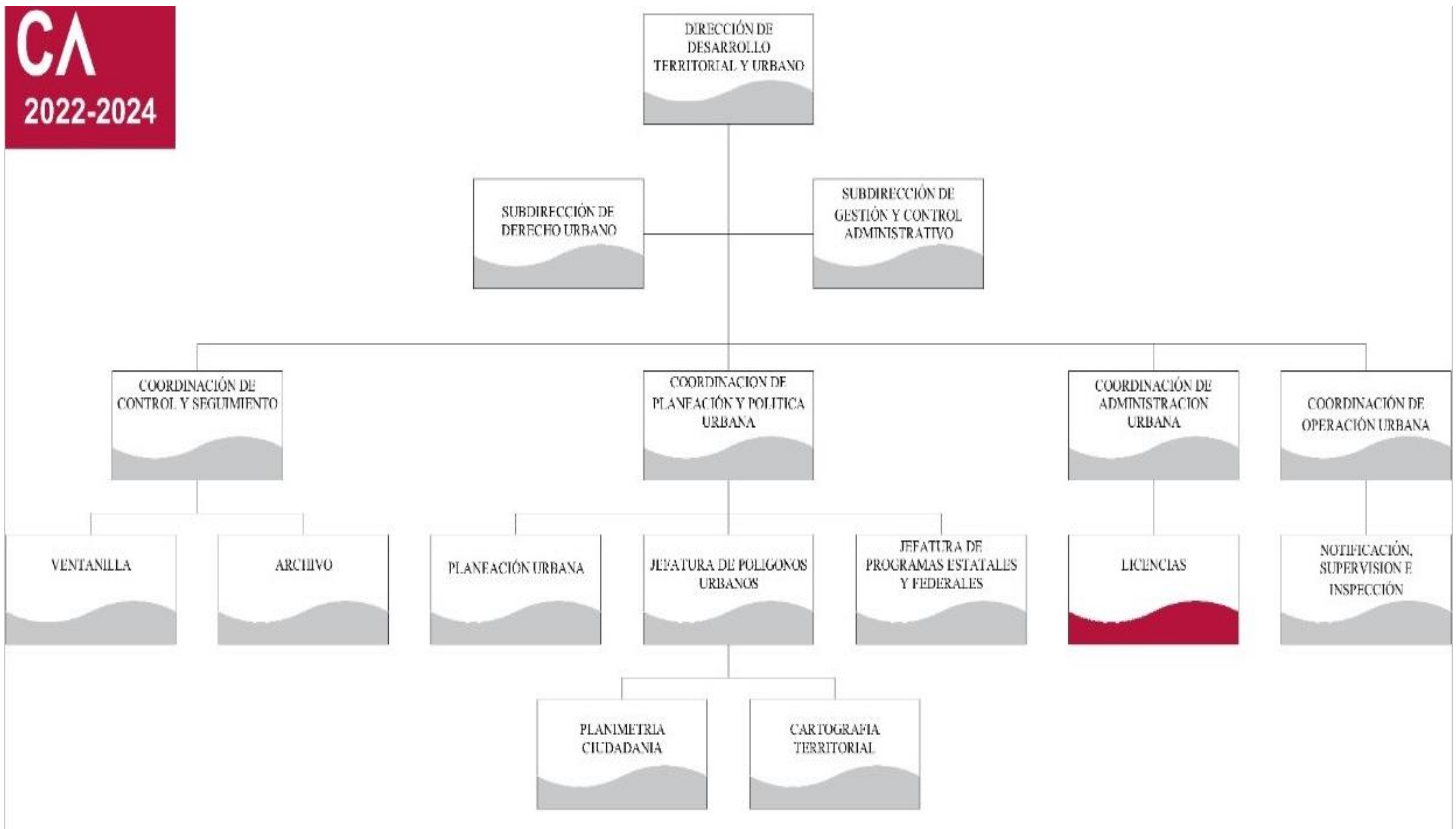 CA
2022-2024
DIRECCIÓN DE
DESARROLLO
TERRITORIAL Y URBANO
SUBDIRECCIÓN DE
DERECHO URBANO
SUBDIRECCIÓN DE
GESTIÓN Y CONTROL
ADMINISTRATIVO
COORDINACIÓN DE
CONTROL Y SEGUIMIENTO
COORDINACION DE
PLANEACIÓN Y POLITICA
URBANA
COORDINACIÓN DE
ADMINISTRACION
URBANA
COORDINACIÓN DE
OPERACIÓN URBANA
VENTANILLA
ARCHIVO
PLANEACIÓN URBANA
JEFATURA DE POLIGONOS
URBANOS
JEFATURA DE
PROGRAMAS ESTATALES
Y FEDERALES
LICENCIAS
NOTIFICACIÓN,
SUPERVISION E
INSPECCIÓN
PLANIMETRIA
CIUDADANIA
CARTOGRAFIA
TERRITORIAL